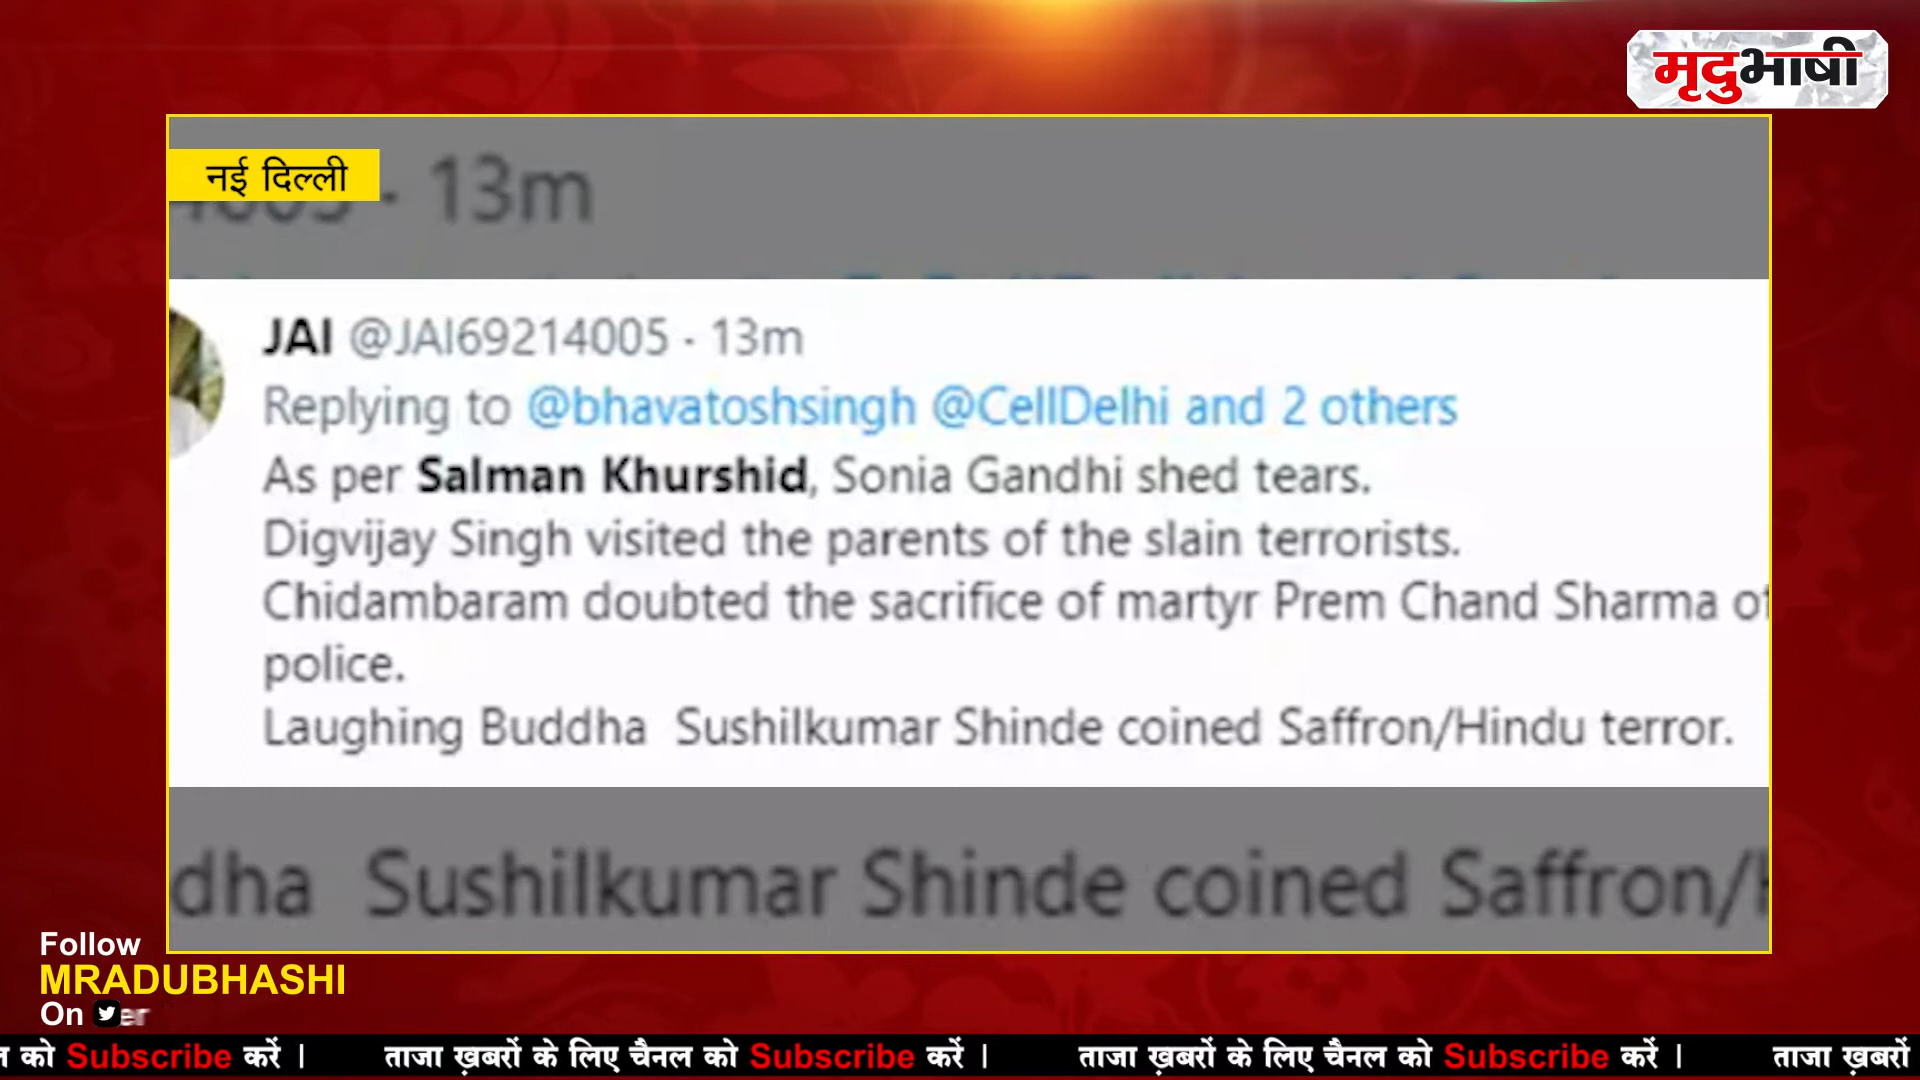 मृदुभाषी
नई दिल्ली
13m
JAI @JAI69214005 · 13m
Replying to @bhavatoshsingh @CellDelhi and 2 others
As per Salman Khurshid, Sonia Gandhi shed tears.
Digvijay Singh visited the parents of the slain terrorists.
Chidambaram doubted the sacrifice of martyr Prem Chand Sharma of
police.
Laughing Buddha Sushilkumar Shinde coined Saffron/Hindu terror.
dha Sushilkumar Shinde coined Saffron/
Follow
MRADUBHASHI
On
को Subscribe करें | ताजा ख़बरों के लिए चैनल को Subscribe करें | ताजा ख़बरों के लिए चैनल को Subscribe करें | ताजा ख़बरों